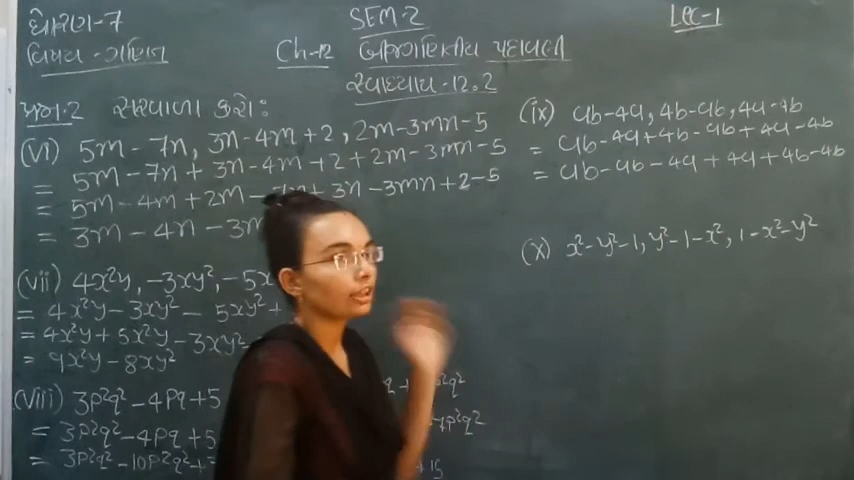 ધોરણ-7
SEM-2
Lec-1
વિષય-ગણિત
Ch-12 બીજગણિતીય પદાવલી
સ્વાધ્યાય-12.2
પ્રશ્ન.2 સરવાળા કરો:
(vi) 5m-7n, 3n-4m+2, 2m-3mn-5
= 5m-7n+3n-4m+2+2m-3mn-5
= 5m-4m+2m-7n+3n-3mn+2-5
= 3m-4n-3m
(vii) 4x²y, -3xy², -5x
= 4x²y-3xy²-5xy²+
= 4x²y+5x²y-3xy²
= 9x²y-8xy²
(viii) 3p²q²-4pq+5
= 3p²q²-4pq+5
= 3p²q²-10p²q²+
+15
(ix) ab-4a, 4b-ab, 4a-4b
= ab-4a+4b-ab+4a-4b
= ab-ab-4a+4a+4b-4b
(x) x²-y²-1, y²-1-x², 1-x²-y²